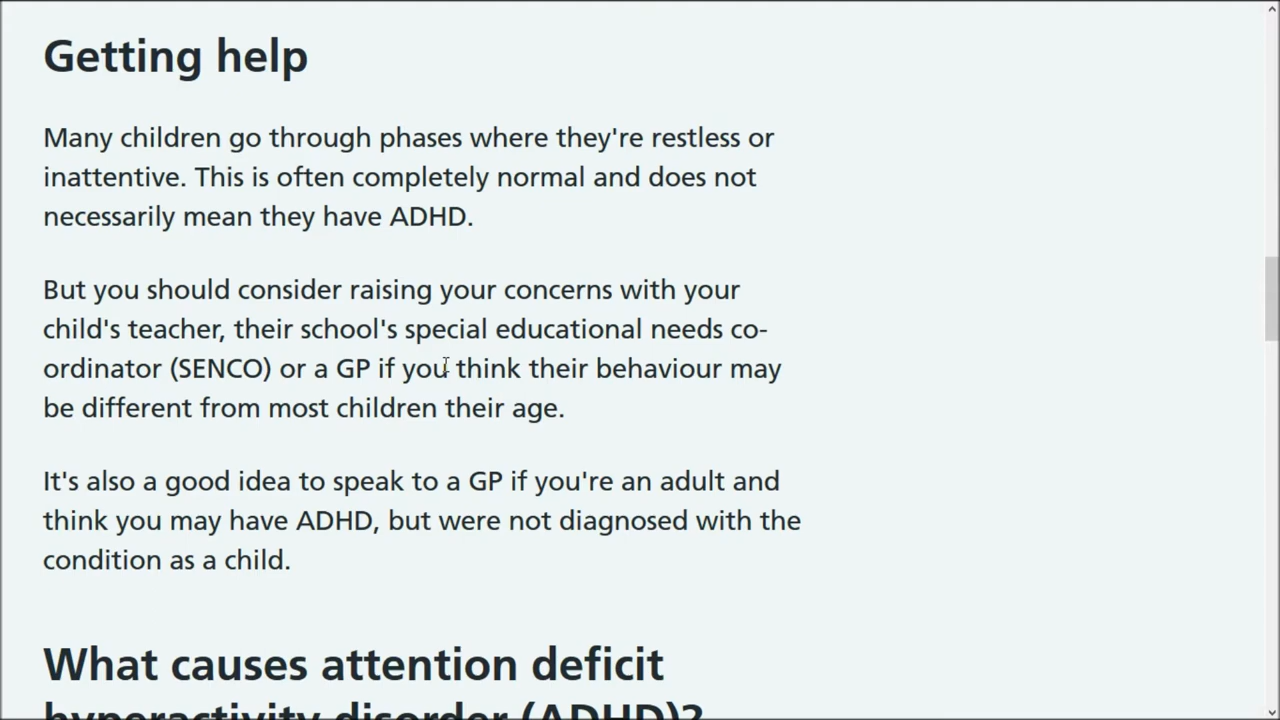 Getting help
Many children go through phases where they're restless or
inattentive. This is often completely normal and does not
necessarily mean they have ADHD.
But you should consider raising your concerns with your
child's teacher, their school's special educational needs co-
ordinator (SENCO) or a GP if you think their behaviour may
be different from most children their age.
It's also a good idea to speak to a GP if you're an adult and
think you may have ADHD, but were not diagnosed with the
condition as a child.
What causes attention deficit
hyperactivity disorder (ADHD)?